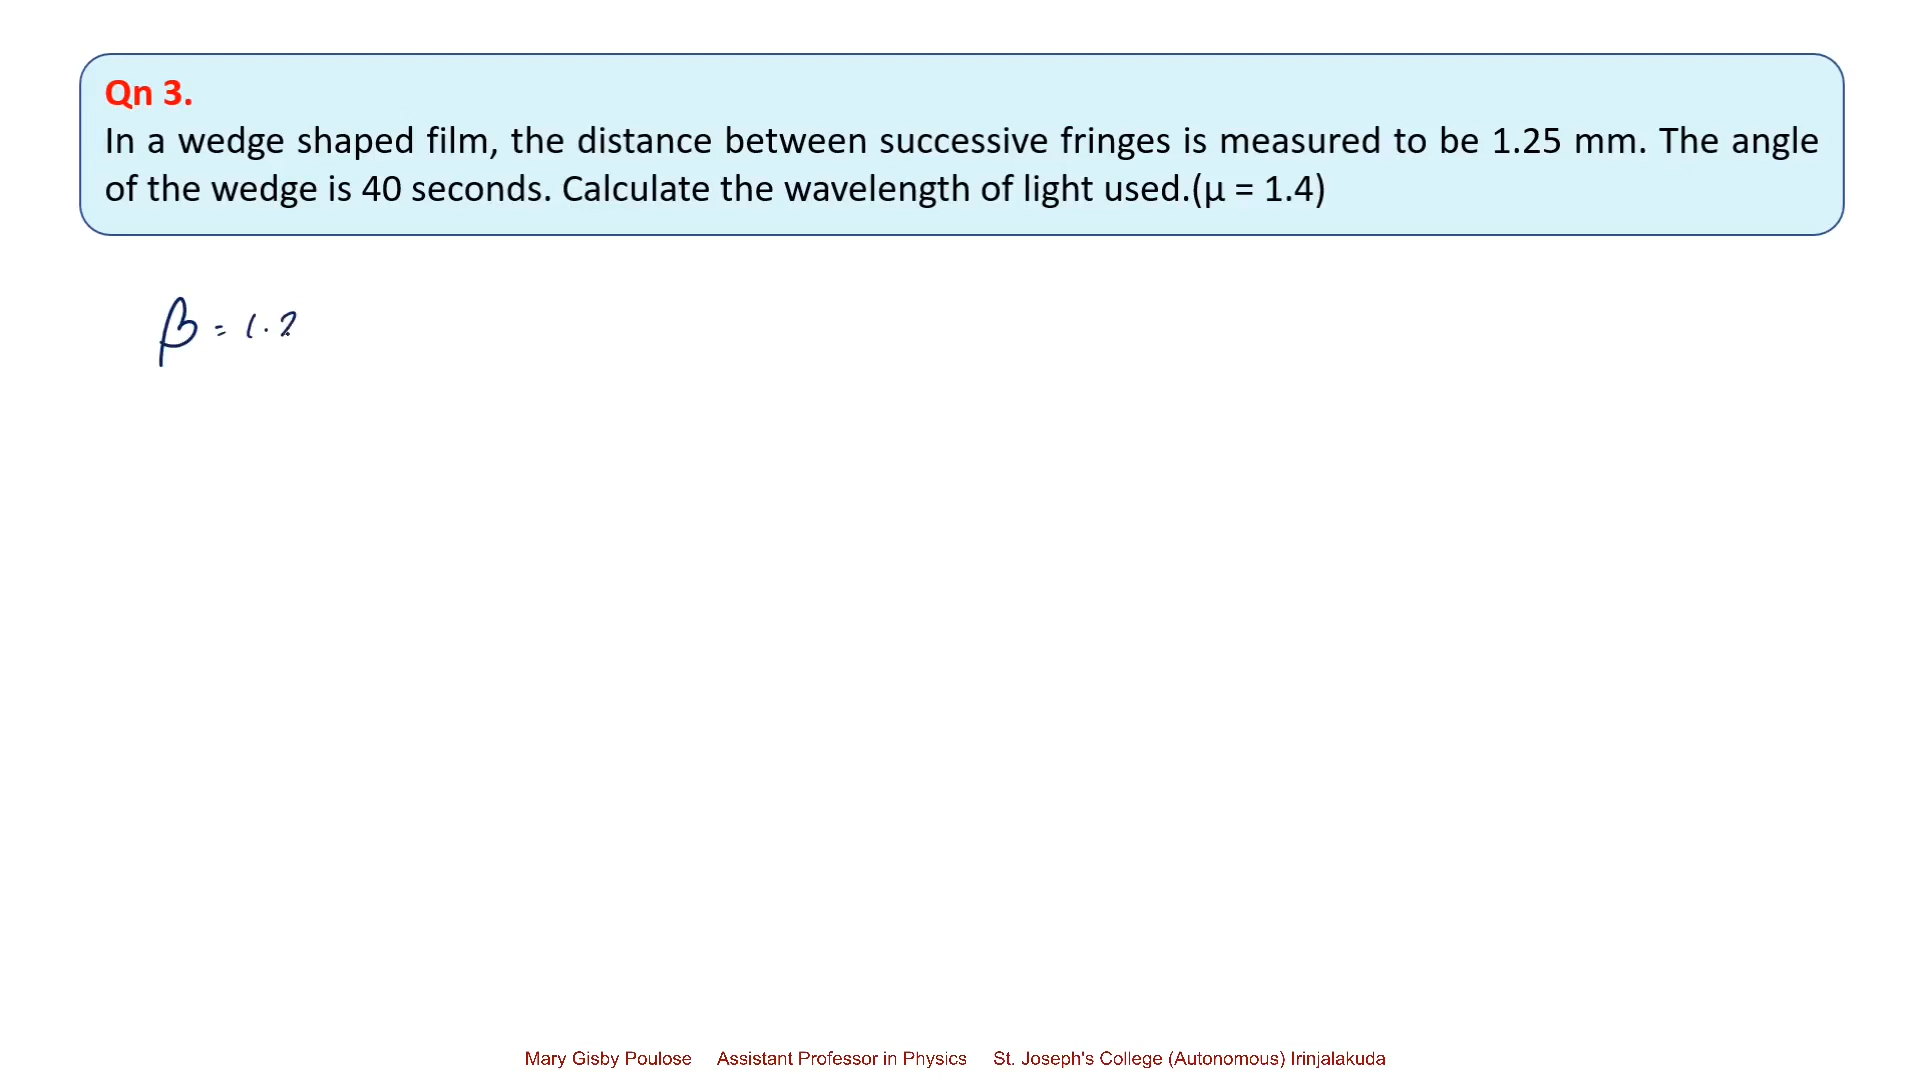 Qn 3.
In a wedge shaped film, the distance between successive fringes is measured to be 1.25 mm. The angle
of the wedge is 40 seconds. Calculate the wavelength of light used.(μ = 1.4)
β = 1.2
Mary Gisby Poulose Assistant Professor in Physics St. Joseph's College (Autonomous) Irinjalakuda